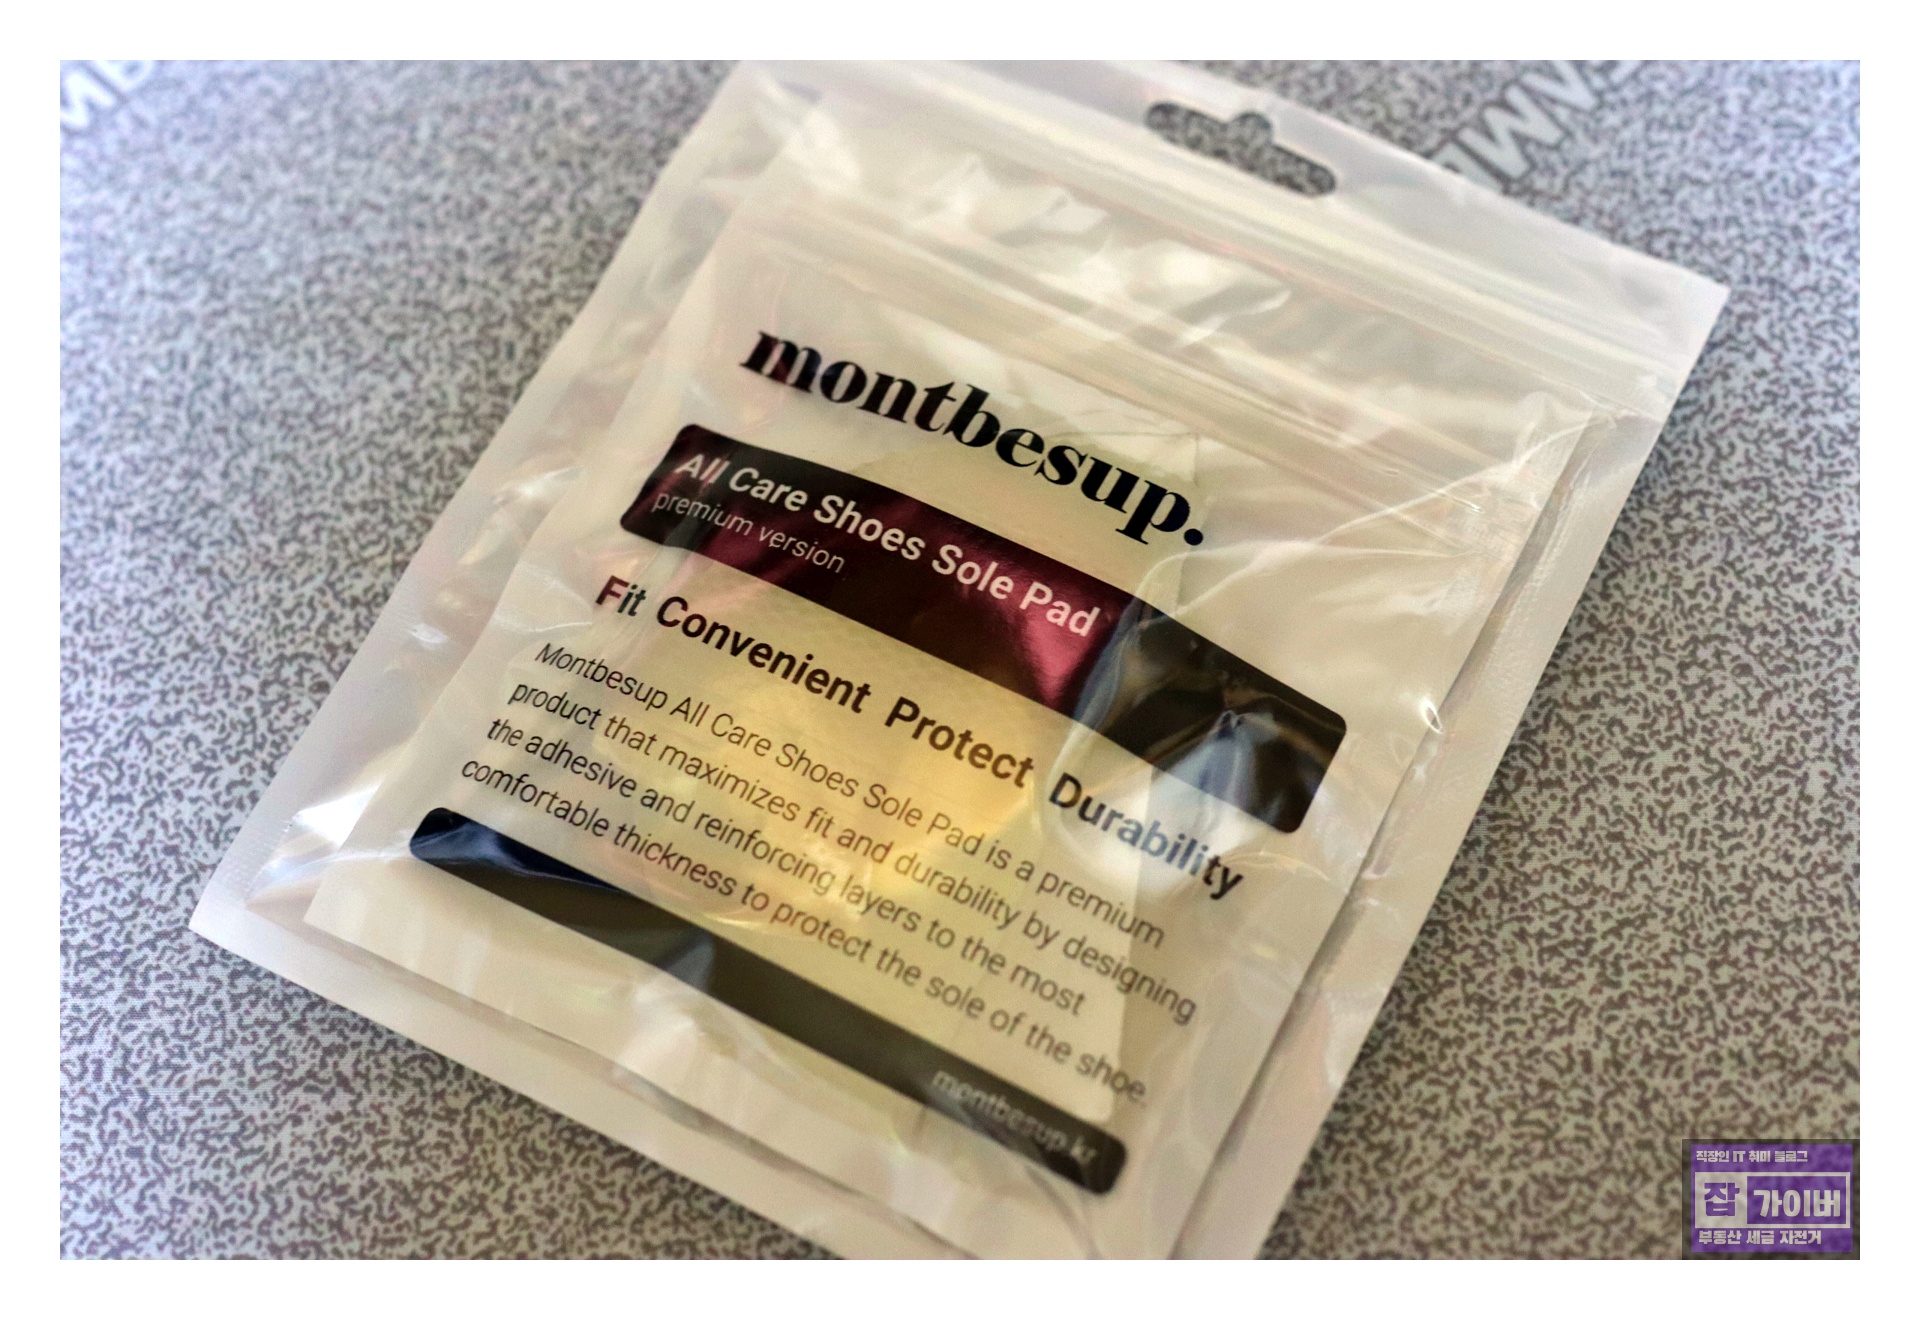 montbesup.
All Care Shoes Sole Pad
premium version
Fit Convenient Protect Durability
Montbesup All Care Shoes Sole Pad is a premium
product that maximizes fit and durability by designing
the adhesive and reinforcing layers to the most
comfortable thickness to protect the sole of the shoe.
montbesup.kr
직장인 IT 취미 블로그
잡가이버
부동산 세금 자전거